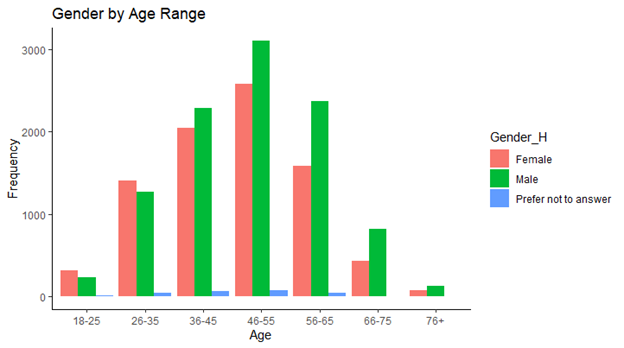 Gender by Age Range
Frequency
3000
2000
1000
0
18-25 26-35 36-45 46-55 56-65 66-75 76+
Age
Gender_H
Female
Male
Prefer not to answer